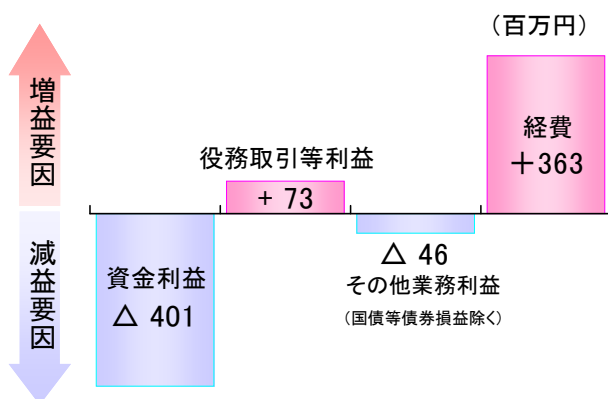 （百万円）
増益要因
減益要因
資金利益
△ 401
役務取引等利益
+ 73
△ 46
その他業務利益
（国債等債券損益除く）
経費
＋363